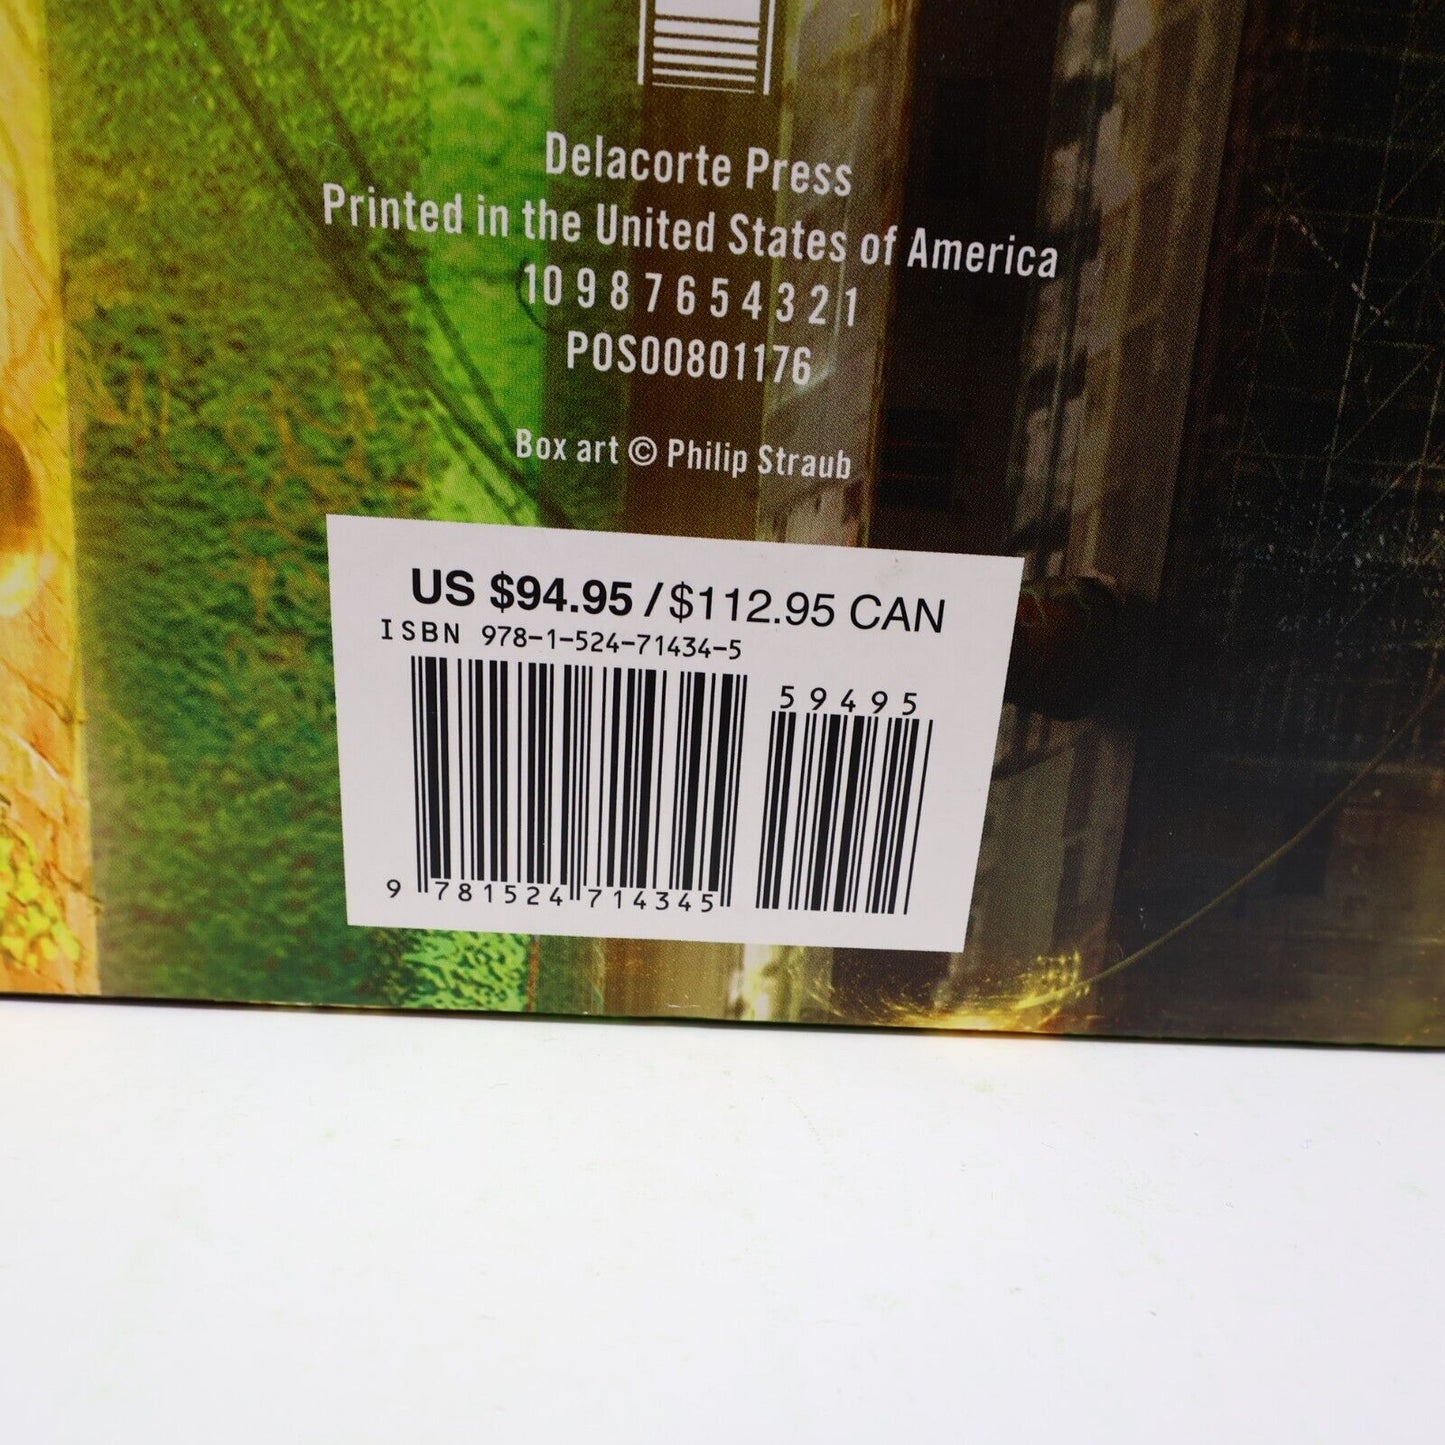 Delacorte Press
Printed in the United States of America
10 9 8 7 6 5 4 3 2 1
POS00801176
Box art © Philip Straub
US $94.95 / $112.95 CAN
ISBN 978-1-524-71434-5
59495
9 781524 714345